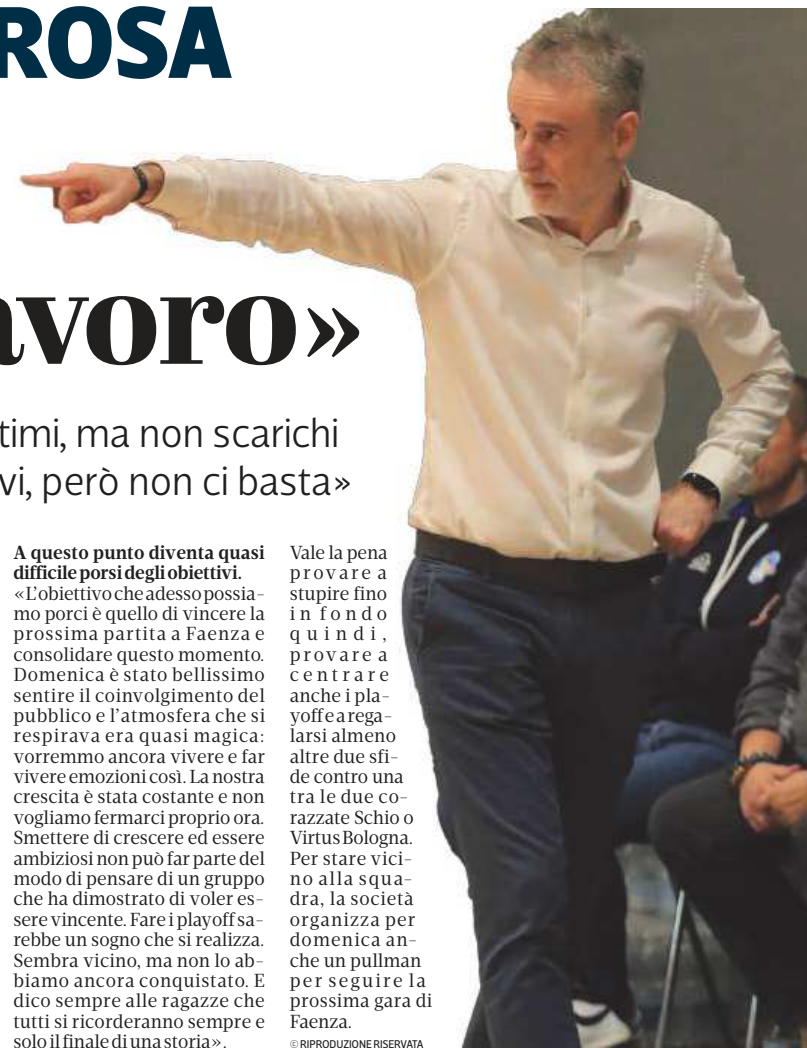 ROSA
avoro»
timi, ma non scarichi
vi, però non ci basta»
A questo punto diventa quasi
difficile porsi degli obiettivi.
«L'obiettivo che adesso possia-
mo porci è quello di vincere la
prossima partita a Faenza e
consolidare questo momento.
Domenica è stato bellissimo
sentire il coinvolgimento del
pubblico e l'atmosfera che si
respirava era quasi magica:
vorremmo ancora vivere e far
vivere emozioni così. La nostra
crescita è stata costante e non
vogliamo fermarci proprio ora.
Smettere di crescere ed essere
ambiziosi non può far parte del
modo di pensare di un gruppo
che ha dimostrato di voler es-
sere vincente. Fare i playoff sa-
rebbe un sogno che si realizza.
Sembra vicino, ma non lo ab-
biamo ancora conquistato. E
dico sempre alle ragazze che
tutti si ricorderanno sempre e
solo il finale di una storia».
Vale la pena
provare a
stupire fino
in fondo
quindi,
provare a
centrare
anche i pla-
yoff e a rega-
larsi almeno
altre due sfi-
de contro una
tra le due co-
razzate Schio o
Virtus Bologna.
Per stare vici-
no alla squa-
dra, la società
organizza per
domenica an-
che un pullman
per seguire la
prossima gara di
Faenza.
© RIPRODUZIONE RISERVATA